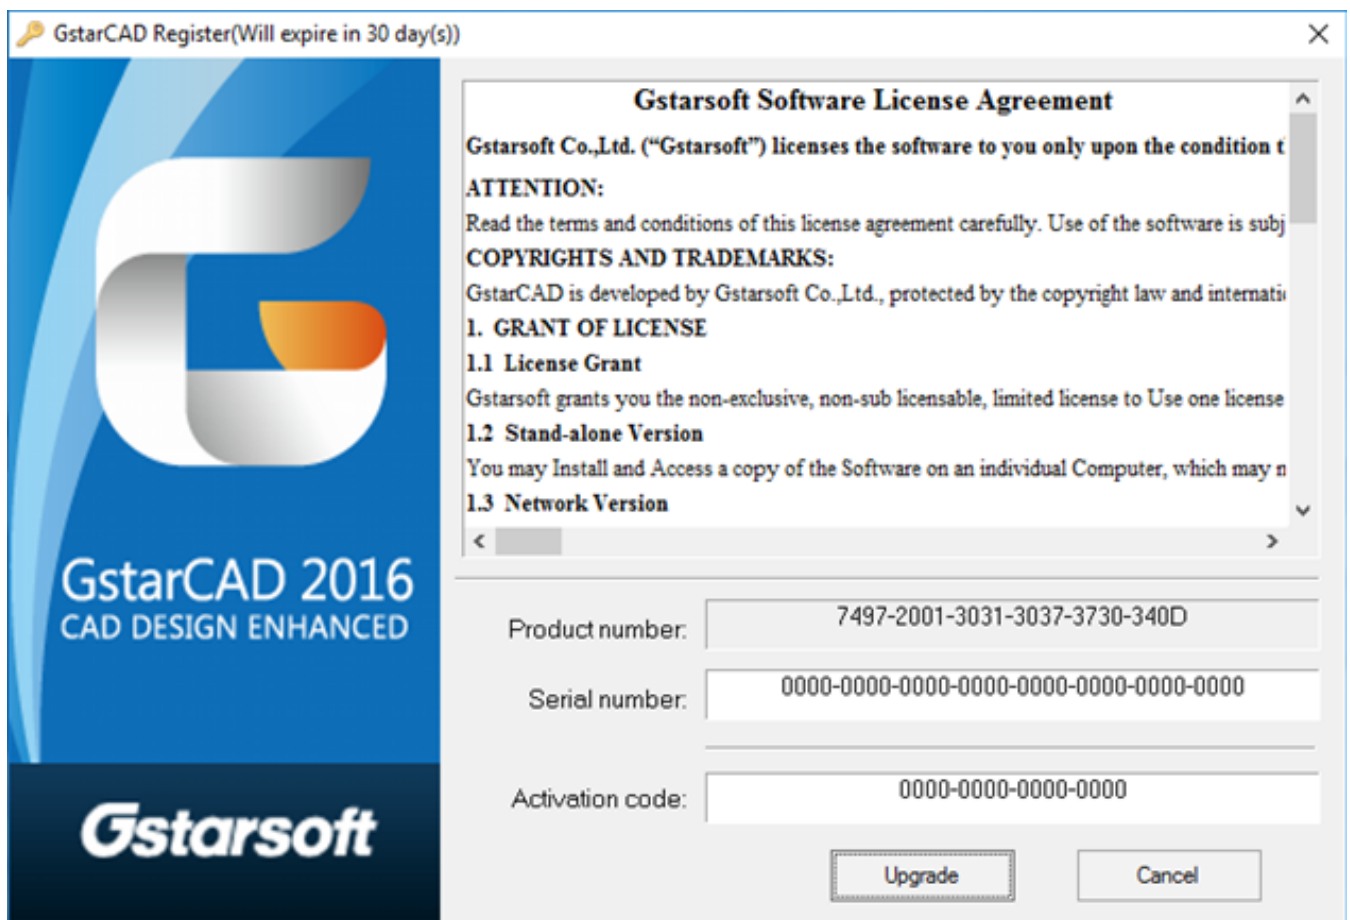 GstarCAD Register(Will expire in 30 day(s))
Gstarsoft Software License Agreement
Gstarsoft Co.,Ltd. (“Gstarsoft”) licenses the software to you only upon the condition
ATTENTION:
Read the terms and conditions of this license agreement carefully. Use of the software is subj
COPYRIGHTS AND TRADEMARKS:
GstarCAD is developed by Gstarsoft Co.,Ltd., protected by the copyright law and internati
1. GRANT OF LICENSE
1.1 License Grant
Gstarsoft grants you the non-exclusive, non-sub licensable, limited license to Use one license
1.2 Stand-alone Version
You may Install and Access a copy of the Software on an individual Computer, which may
1.3 Network Version
GstarCAD 2016
CAD DESIGN ENHANCED
Gstarsoft
Product number: 7497-2001-3031-3037-3730-340D
Serial number: 0000-0000-0000-0000-0000-0000-0000-0000
Activation code: 0000-0000-0000-0000
Upgrade Cancel